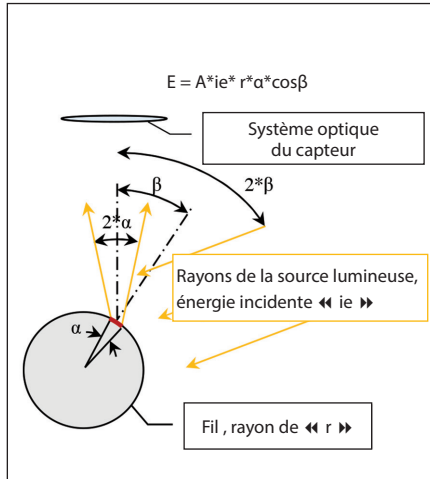 E = A*ie* r*α*cosβ
Système optique
du capteur
β
2*β
2*α
Rayons de la source lumineuse,
énergie incidente ⯬ ie ⯮
α
Fil , rayon de ⯬ r ⯮